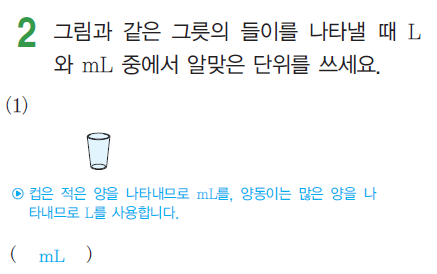 2 그림과 같은 그릇의 들이를 나타낼 때 L
와 mL 중에서 알맞은 단위를 쓰세요.
(1)
컵은 적은 양을 나타내므로 mL를, 양동이는 많은 양을 나
타내므로 L를 사용합니다.
( mL )